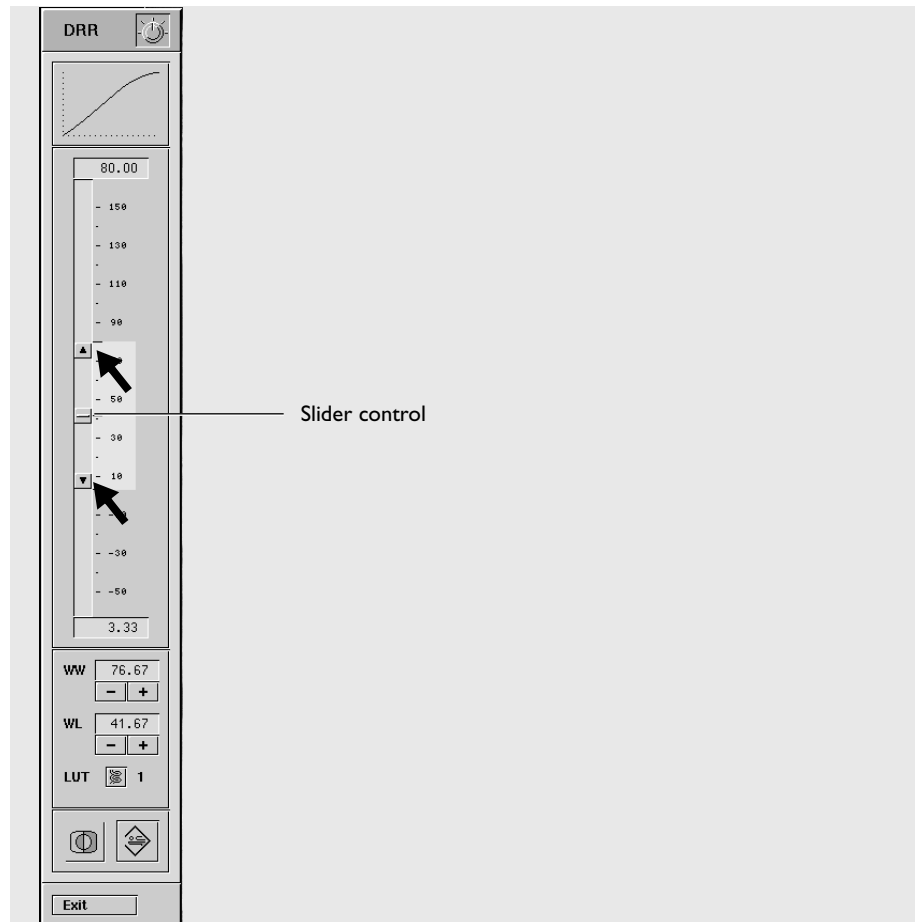 DRR
80.00
- 150
- 130
- 110
- 90
- 50
Slider control
- 30
- 10
- -30
- -50
3.33
WW 76.67
- +
WL 41.67
- +
LUT 1
Exit